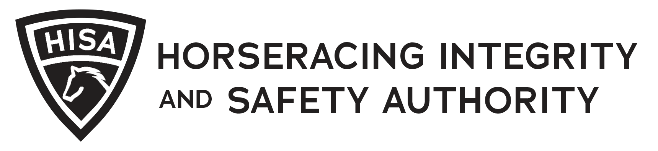 HISA
HORSERACING INTEGRITY
AND SAFETY AUTHORITY